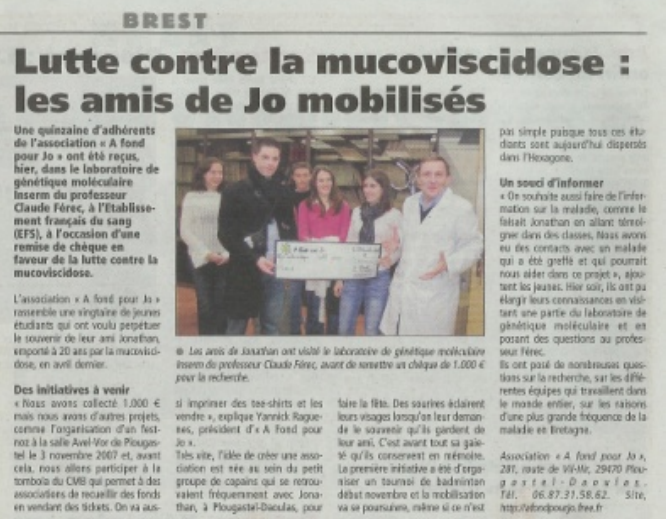 BREST
Lutte contre la mucoviscidose :
les amis de Jo mobilisés
Une quinzaine d'adhérents
de l'association « A fond
pour Jo » ont été reçus,
hier, dans le laboratoire de
génétique moléculaire
Inserm du professeur
Claude Férec, à l'Etablisse-
ment français du sang
(EFS), à l'occasion d'une
remise de chèque en
faveur de la lutte contre la
mucoviscidose.
L'association « A fond pour Jo »
rassemble une vingtaine de jeunes
étudiants qui ont voulu perpétuer
le souvenir de leur ami Jonathan,
emporté à 20 ans par la mucovisci-
dose, en avril dernier.
Des initiatives à venir
« Nous avons collecté 1.000 €
mais nous avons d'autres projets,
comme l'organisation d'un fest-
noz à la salle Avel-Vor de Plougas-
tel le 3 novembre 2007 et, avant
cela, nous allons participer à la
tombola du CMB qui permet à des
associations de recueillir des fonds
en vendant des tickets. On va aus-
● Les amis de Jonathan ont visité le laboratoire de génétique moléculaire
Inserm du professeur Claude Férec, avant de remettre un chèque de 1.000 €
pour la recherche.
si imprimer des tee-shirts et les
vendre », explique Yannick Rague-
nes, président d'« A Fond pour
Jo ».
Très vite, l'idée de créer une asso-
ciation est née au sein du petit
groupe de copains qui se retrou-
vaient fréquemment avec Jona-
than, à Plougastel-Daoulas, pour
faire la fête. Des sourires éclairent
leurs visages lorsqu'on leur deman-
de le souvenir qu'ils gardent de
leur ami. C'est avant tout sa gaie-
té qu'ils conservent en mémoire.
La première initiative a été d'orga-
niser un tournoi de badminton
début novembre et la mobilisation
va se poursuivre, même si ce n'est
pas simple puisque tous ces étu-
diants sont aujourd'hui dispersés
dans l'Hexagone.
Un souci d'informer
« On souhaite aussi faire de l'infor-
mation sur la maladie, comme le
faisait Jonathan en allant témoi-
gner dans des classes. Nous avons
eu des contacts avec un malade
qui a été greffé et qui pourrait
nous aider dans ce projet », ajou-
tent les jeunes. Hier soir, ils ont pu
élargir leurs connaissances en visi-
tant une partie du laboratoire de
génétique moléculaire et en
posant des questions au profes-
seur Férec.
Ils ont posé de nombreuses ques-
tions sur la recherche, sur les diffé-
rentes équipes qui travaillent dans
le monde entier, sur les raisons
d'une plus grande fréquence de la
maladie en Bretagne.
Association « A fond pour Jo »,
281, route de Vil-Nir, 29470 Plou-
gastel-Daoulas.
Tél. 06.87.31.58.62. Site,
http://afondpourjo.free.fr